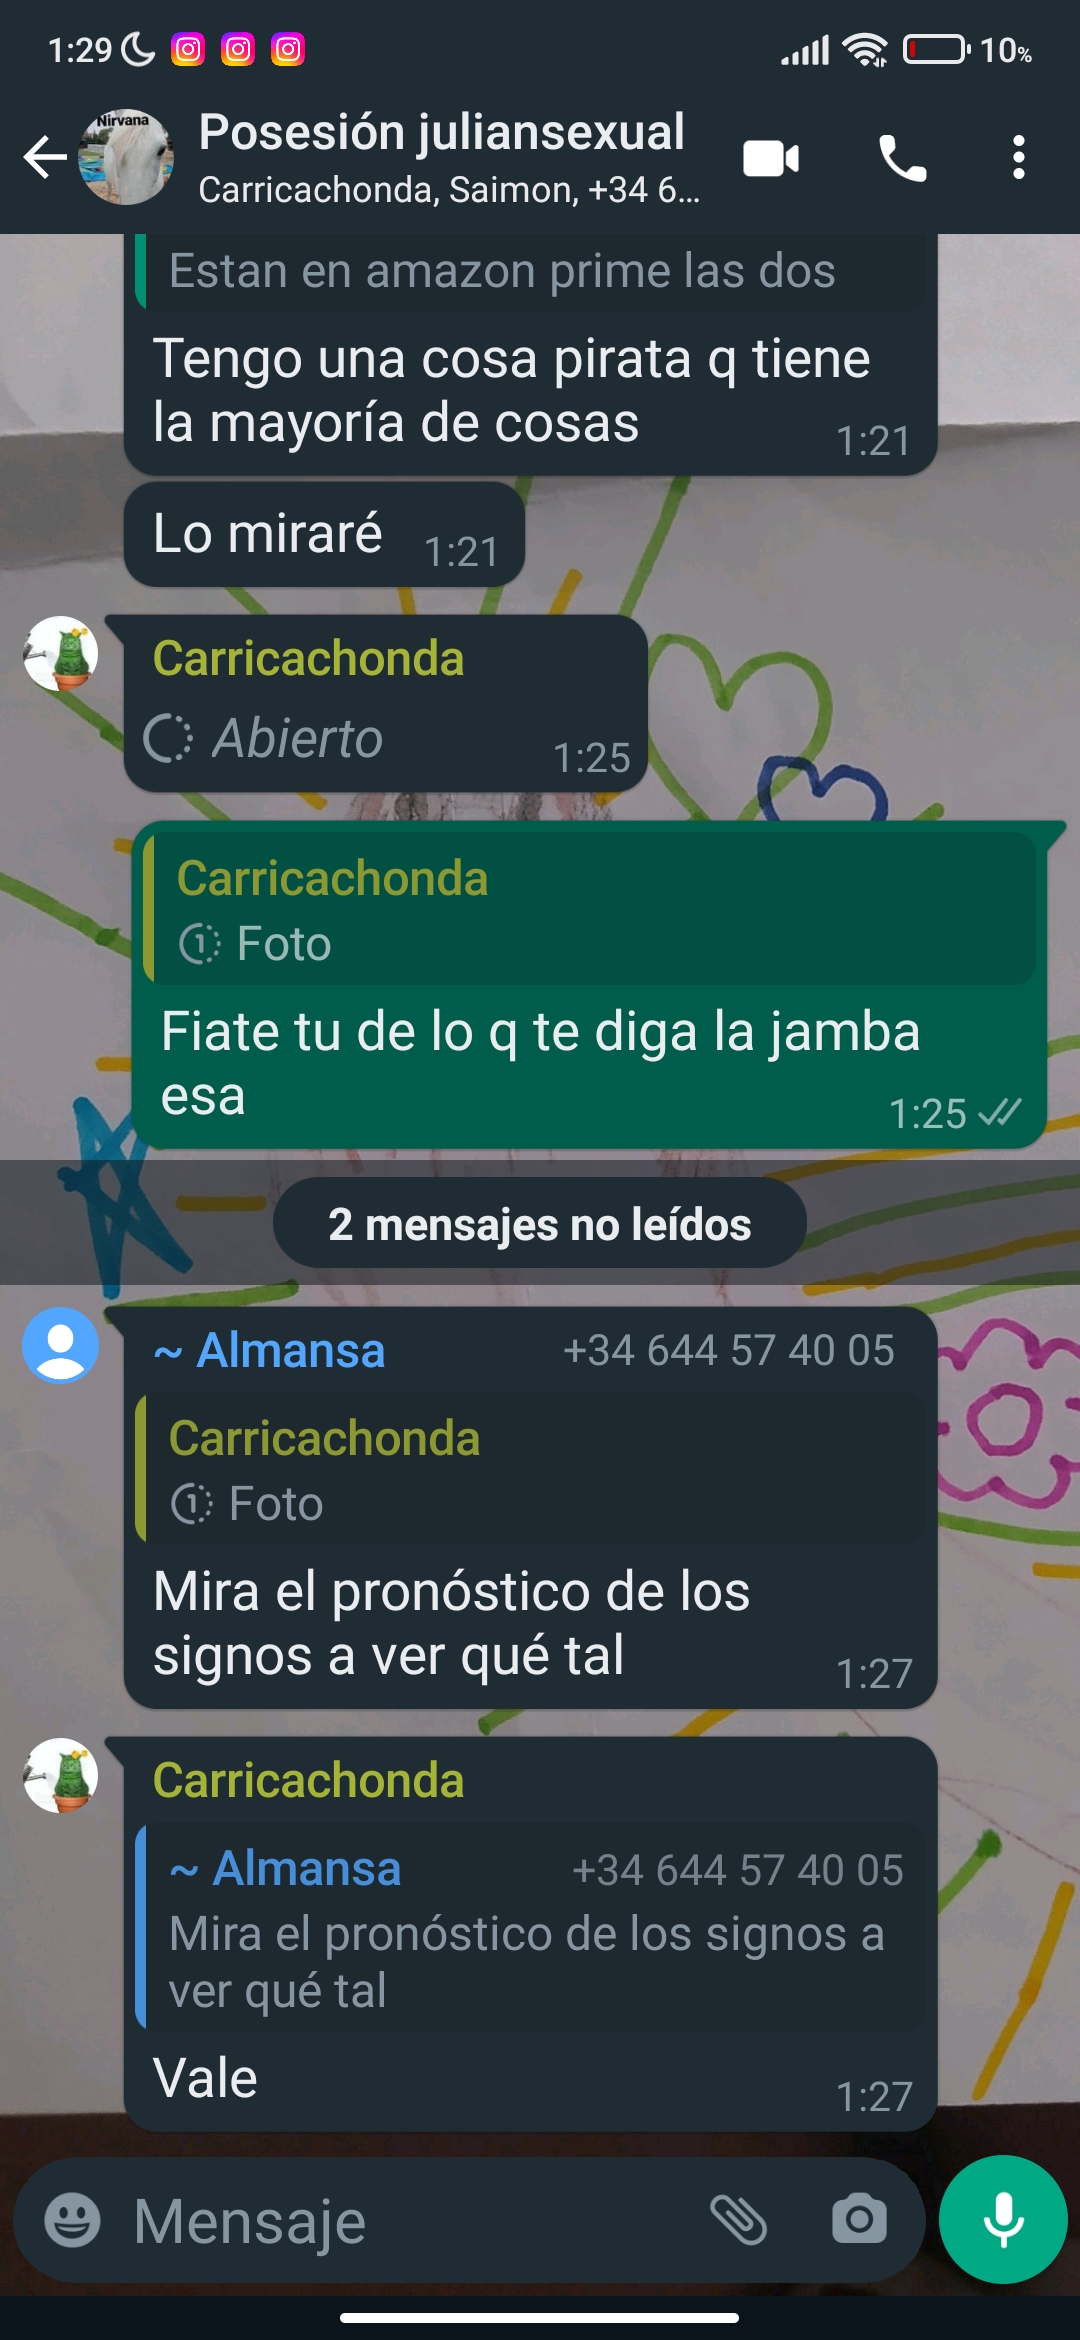 1:29 10%
Nirvana
Posesión juliansexual
Carricachonda, Saimon, +34 6...
Estan en amazon prime las dos
Tengo una cosa pirata q tiene
la mayoría de cosas 1:21
Lo miraré 1:21
Carricachonda
Abierto 1:25
Carricachonda
1 Foto
Fiate tu de lo q te diga la jamba
esa 1:25
2 mensajes no leídos
~ Almansa +34 644 57 40 05
Carricachonda
1 Foto
Mira el pronóstico de los
signos a ver qué tal 1:27
Carricachonda
~ Almansa +34 644 57 40 05
Mira el pronóstico de los signos a
ver qué tal
Vale 1:27
Mensaje